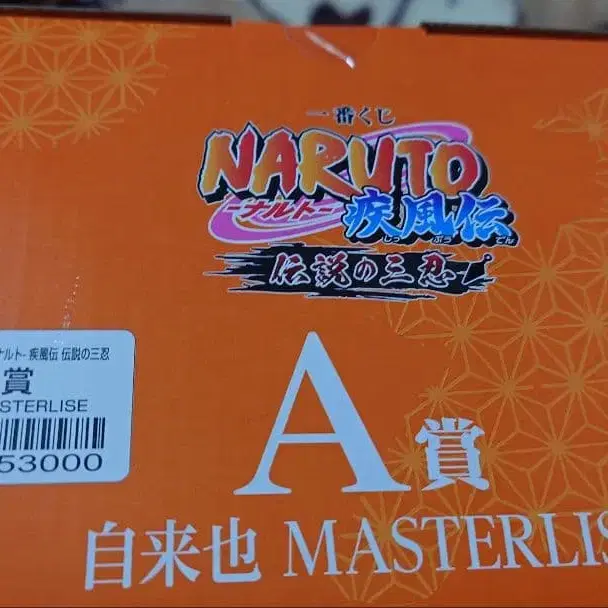 一番くじ
NARUTO
-ナルト-
疾風伝
しっ ぷう でん
伝説の三忍
ナルト- 疾風伝 伝説の三忍
賞
STERLISE
53000
A賞
自来也 MASTERLIS